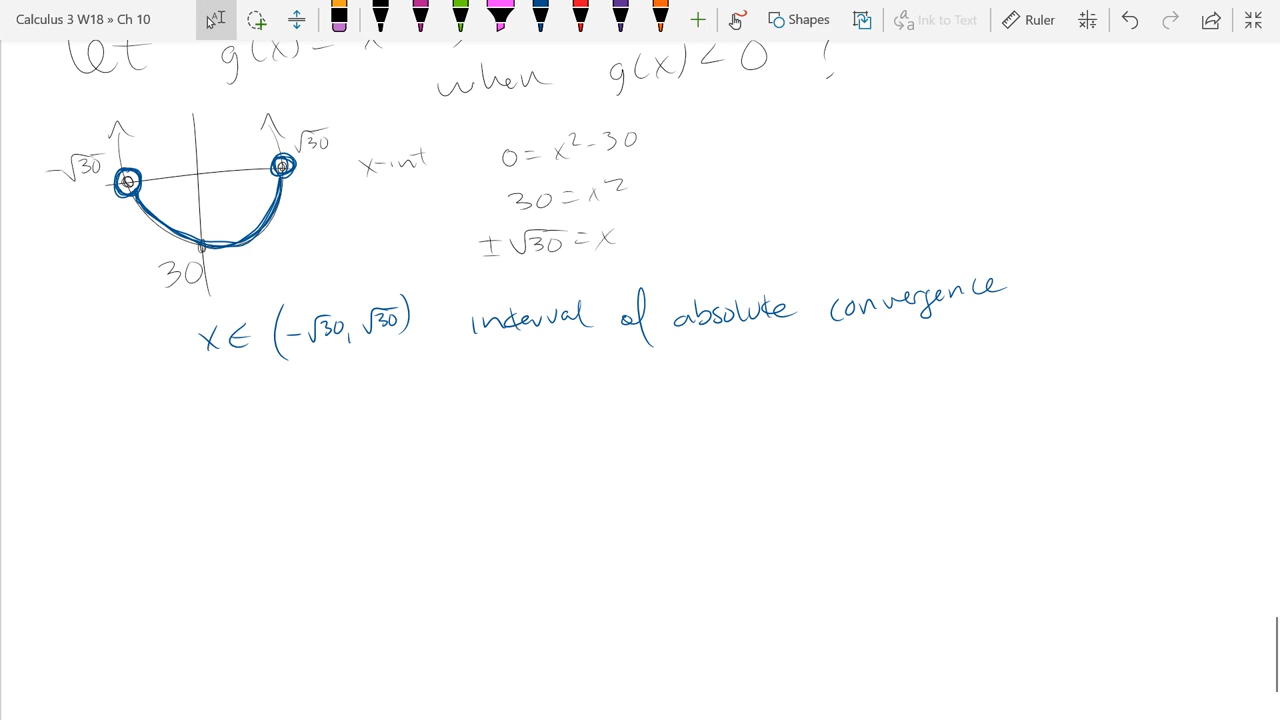 Calculus 3 W18 » Ch 10
Ink to Text
Shapes
Ruler
let g(x) = x
when g(x) < 0 ?
-√30
√30
x-int
0 = x² - 30
30 = x²
± √30 = x
30
x ∈ (-√30, √30) interval of absolute convergence